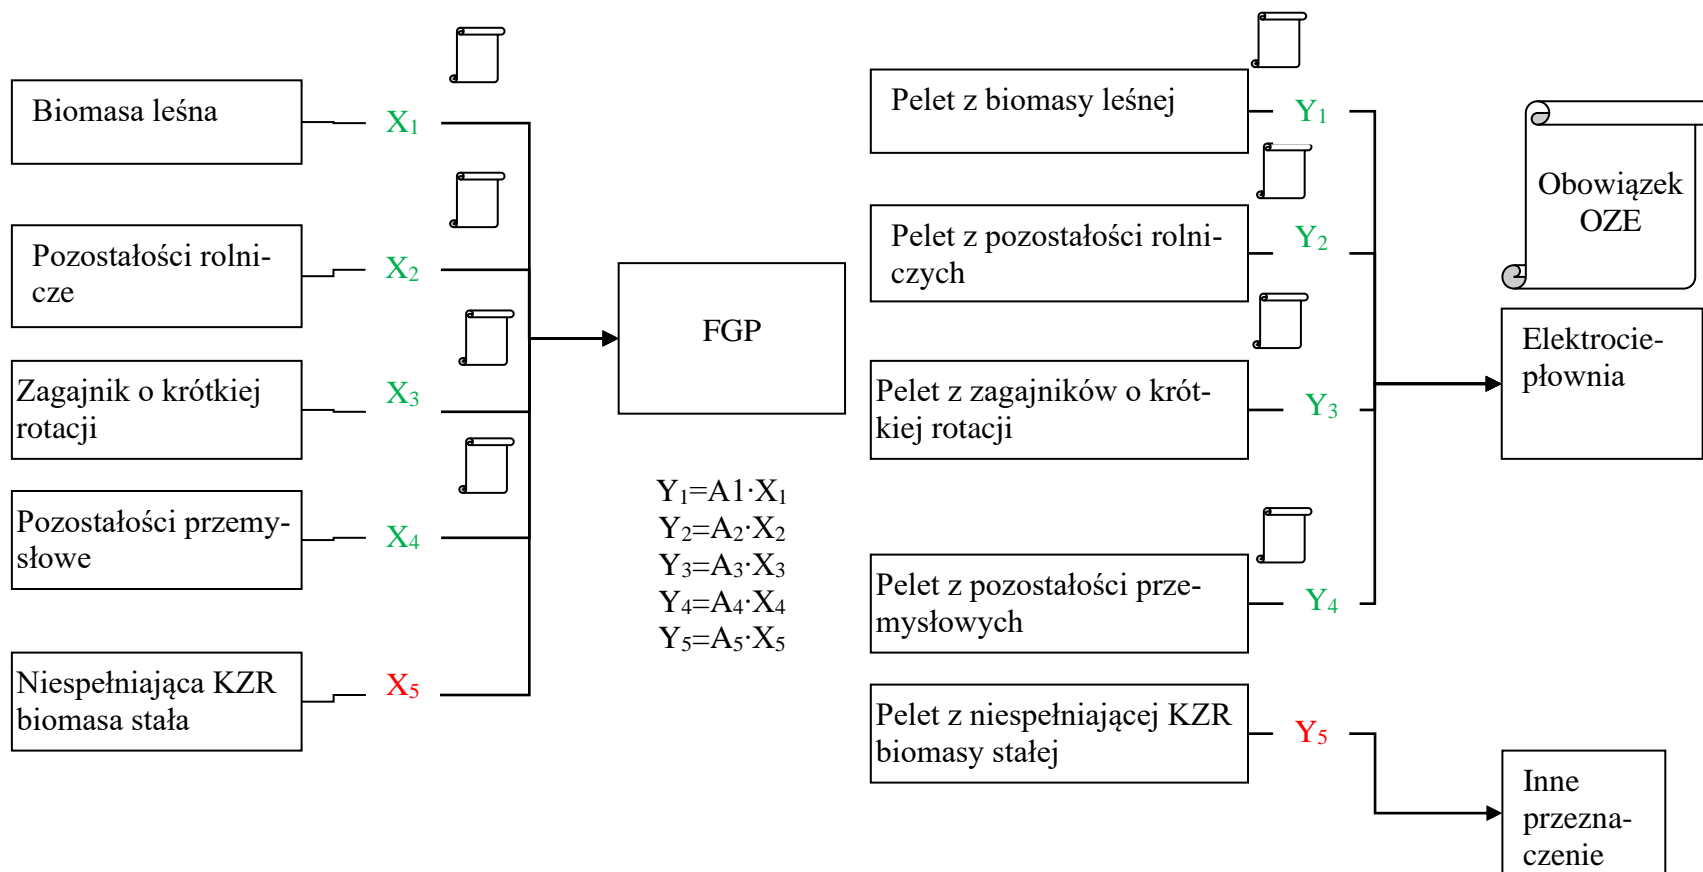 Biomasa leśna
X1
Pozostałości rolni-
cze
X2
Zagajnik o krótkiej
rotacji
X3
Pozostałości przemy-
słowe
X4
Niespełniająca KZR
biomasa stała
X5
FGP
Y1=A1·X1
Y2=A2·X2
Y3=A3·X3
Y4=A4·X4
Y5=A5·X5
Pelet z biomasy leśnej
Y1
Pelet z pozostałości rolni-
czych
Y2
Pelet z zagajników o krót-
kiej rotacji
Y3
Pelet z pozostałości prze-
mysłowych
Y4
Pelet z niespełniającej KZR
biomasy stałej
Y5
Obowiązek
OZE
Elektrocie-
płownia
Inne
przezna-
czenie